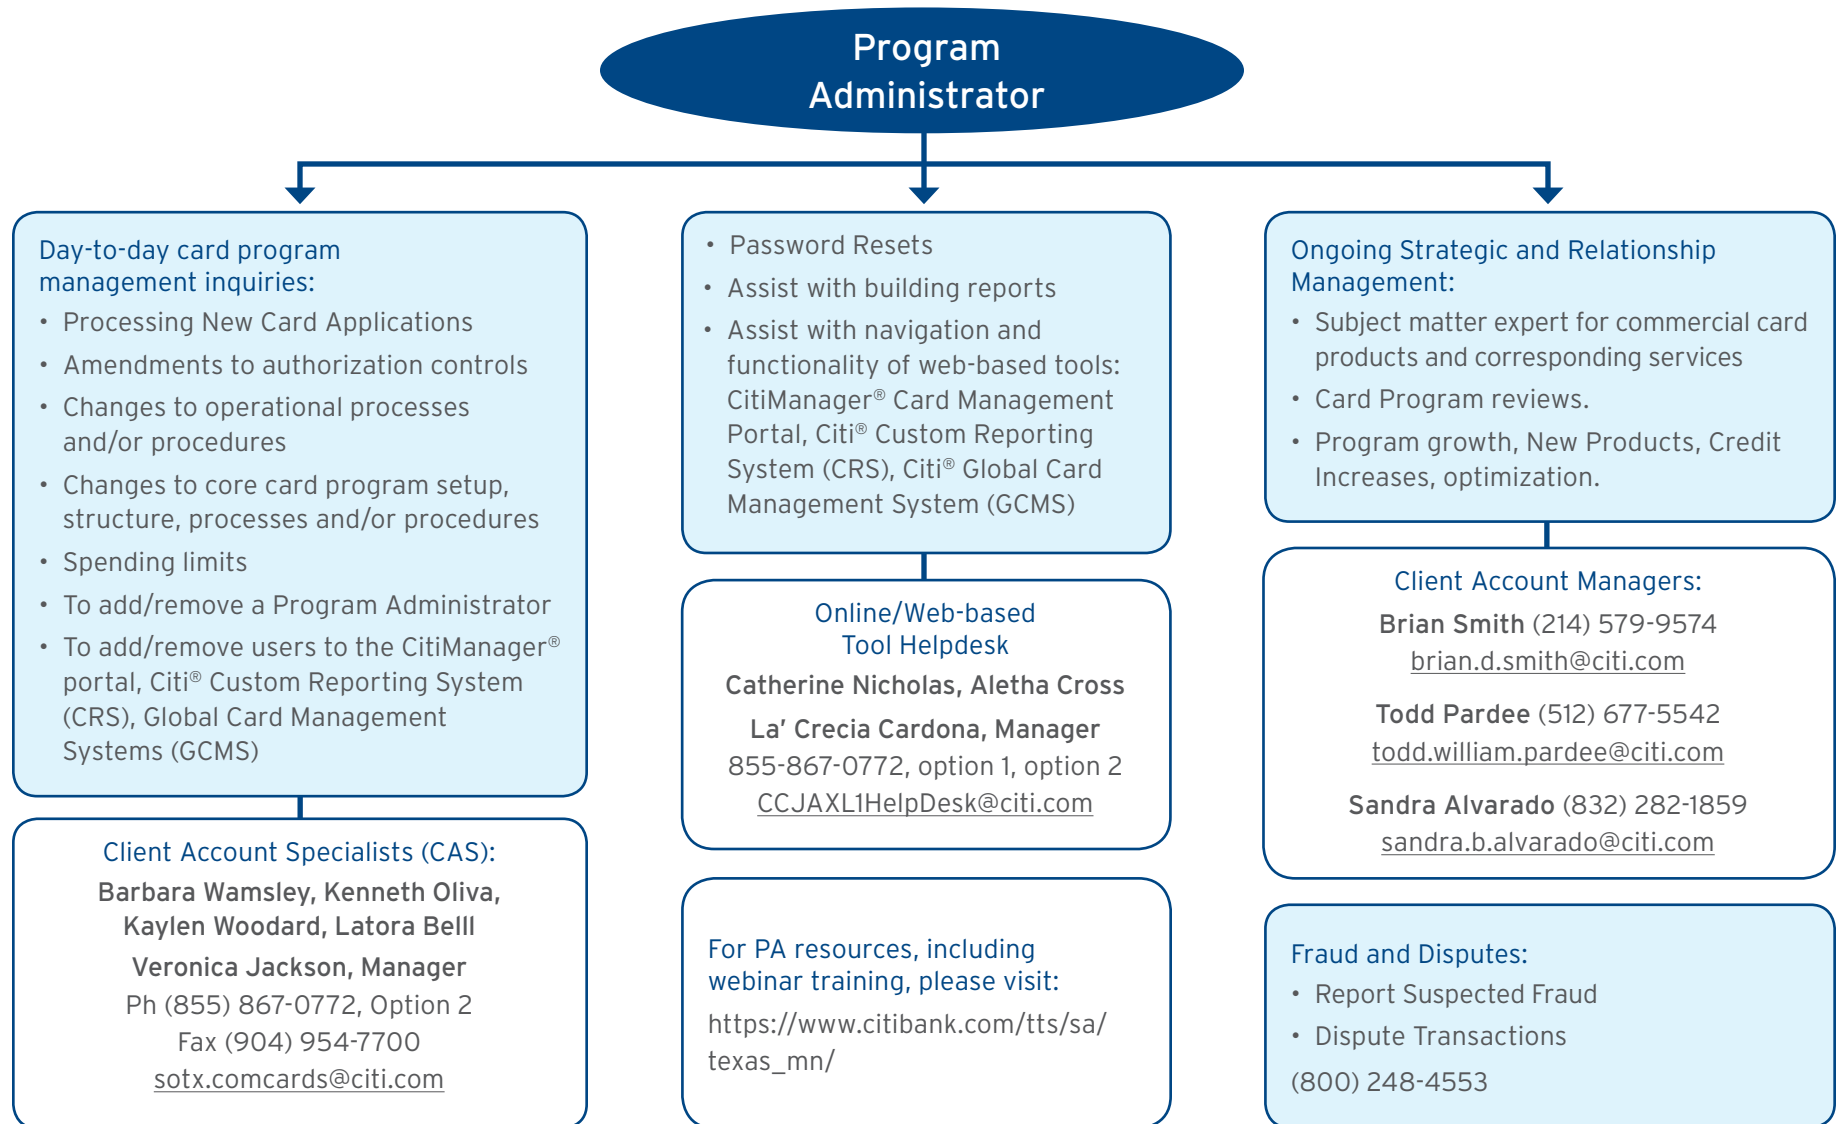 Program
Administrator
Day-to-day card program
management inquiries:
• Processing New Card Applications
• Amendments to authorization controls
• Changes to operational processes
and/or procedures
• Changes to core card program setup,
structure, processes and/or procedures
• Spending limits
• To add/remove a Program Administrator
• To add/remove users to the CitiManager®
portal, Citi® Custom Reporting System
(CRS), Global Card Management
Systems (GCMS)
Client Account Specialists (CAS):
Barbara Wamsley, Kenneth Oliva,
Kaylen Woodard, Latora Belll
Veronica Jackson, Manager
Ph (855) 867-0772, Option 2
Fax (904) 954-7700
sotx.comcards@citi.com
• Password Resets
• Assist with building reports
• Assist with navigation and
functionality of web-based tools:
CitiManager® Card Management
Portal, Citi® Custom Reporting
System (CRS), Citi® Global Card
Management System (GCMS)
Online/Web-based
Tool Helpdesk
Catherine Nicholas, Aletha Cross
La' Crecia Cardona, Manager
855-867-0772, option 1, option 2
CCJAXL1HelpDesk@citi.com
For PA resources, including
webinar training, please visit:
https://www.citibank.com/tts/sa/
texas_mn/
Ongoing Strategic and Relationship
Management:
• Subject matter expert for commercial card
products and corresponding services
• Card Program reviews.
• Program growth, New Products, Credit
Increases, optimization.
Client Account Managers:
Brian Smith (214) 579-9574
brian.d.smith@citi.com
Todd Pardee (512) 677-5542
todd.william.pardee@citi.com
Sandra Alvarado (832) 282-1859
sandra.b.alvarado@citi.com
Fraud and Disputes:
• Report Suspected Fraud
• Dispute Transactions
(800) 248-4553